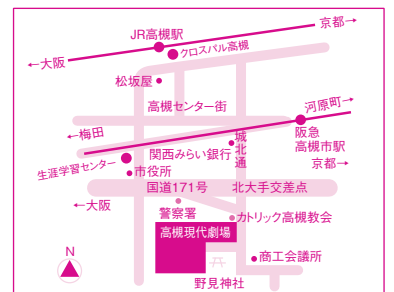 京都→
JR高槻駅
クロスパル高槻
←大阪
松坂屋
高槻センター街
河原町→
←梅田
城北通
阪急
高槻市駅
関西みらい銀行
京都→
生涯学習センター
市役所
国道171号
北大手交差点
←大阪
警察署
カトリック高槻教会
高槻現代劇場
商工会議所
N
野見神社